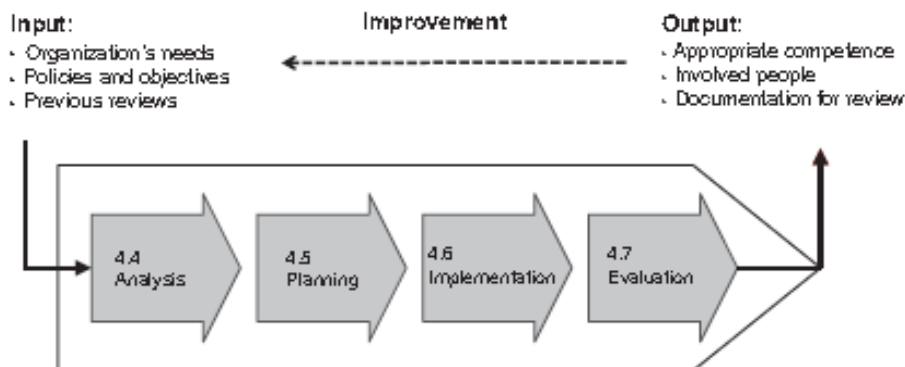 Input:
• Organization's needs
• Policies and objectives
• Previous reviews
Improvement
Output:
• Appropriate competence
• Involved people
• Documentation for review
4.4
Analysis
4.5
Planning
4.6
Implementation
4.7
Evaluation